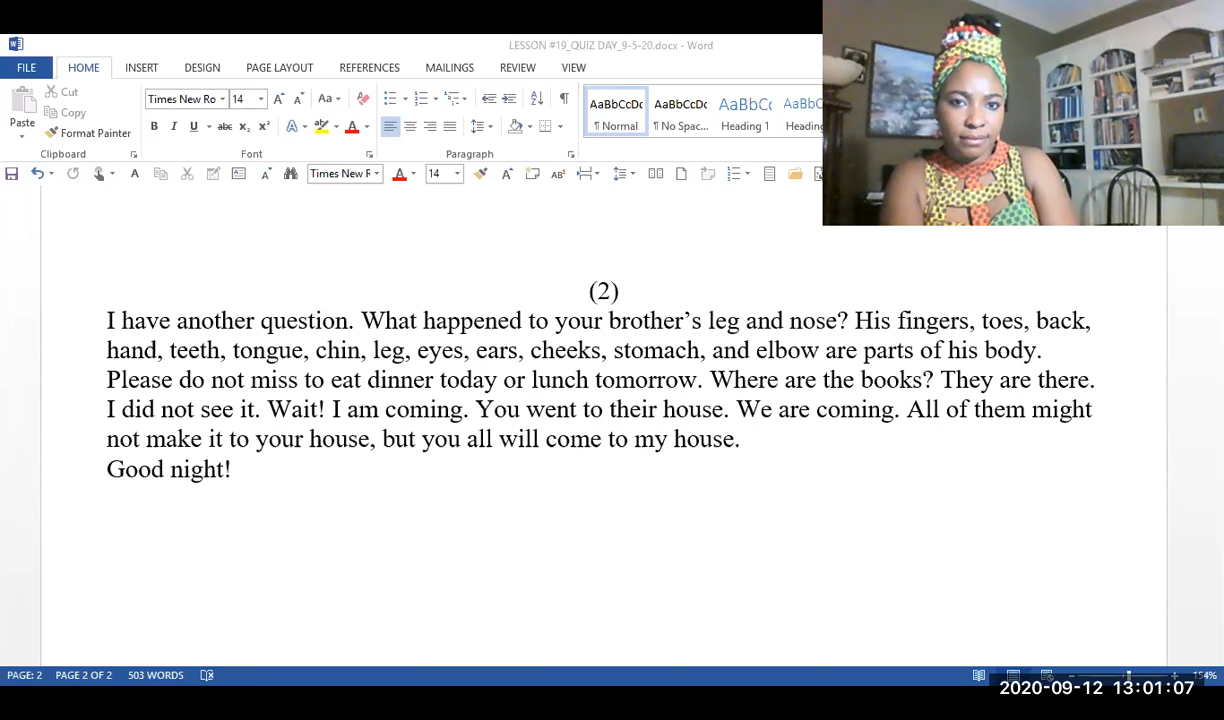 LESSON #19_QUIZ DAY_9-5-20.docx - Word
FILE HOME INSERT DESIGN PAGE LAYOUT REFERENCES MAILINGS REVIEW VIEW
Paste
Cut
Copy
Format Painter
Times New Ro 14 Aa
B I U abc x₂ x² A A
AaBbCcDc AaBbCcDc AaBbCc AaBbC
¶ Normal ¶ No Spac... Heading 1 Heading
Clipboard Font Paragraph
Times New R A 14
(2)
I have another question. What happened to your brother’s leg and nose? His fingers, toes, back,
hand, teeth, tongue, chin, leg, eyes, ears, cheeks, stomach, and elbow are parts of his body.
Please do not miss to eat dinner today or lunch tomorrow. Where are the books? They are there.
I did not see it. Wait! I am coming. You went to their house. We are coming. All of them might
not make it to your house, but you all will come to my house.
Good night!
PAGE: 2 PAGE 2 OF 2 503 WORDS 154%
2020-09-12 13:01:07